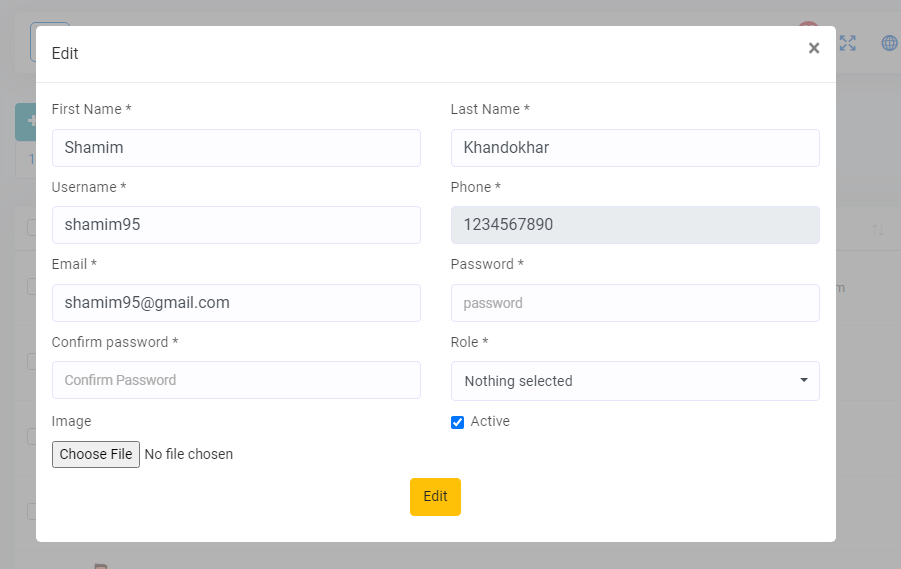 Edit
×
First Name *
Last Name *
Shamim
Khandokhar
Username *
Phone *
shamim95
1234567890
Email *
Password *
shamim95@gmail.com
password
Confirm password *
Role *
Confirm Password
Nothing selected
Image
Active
Choose File No file chosen
Edit